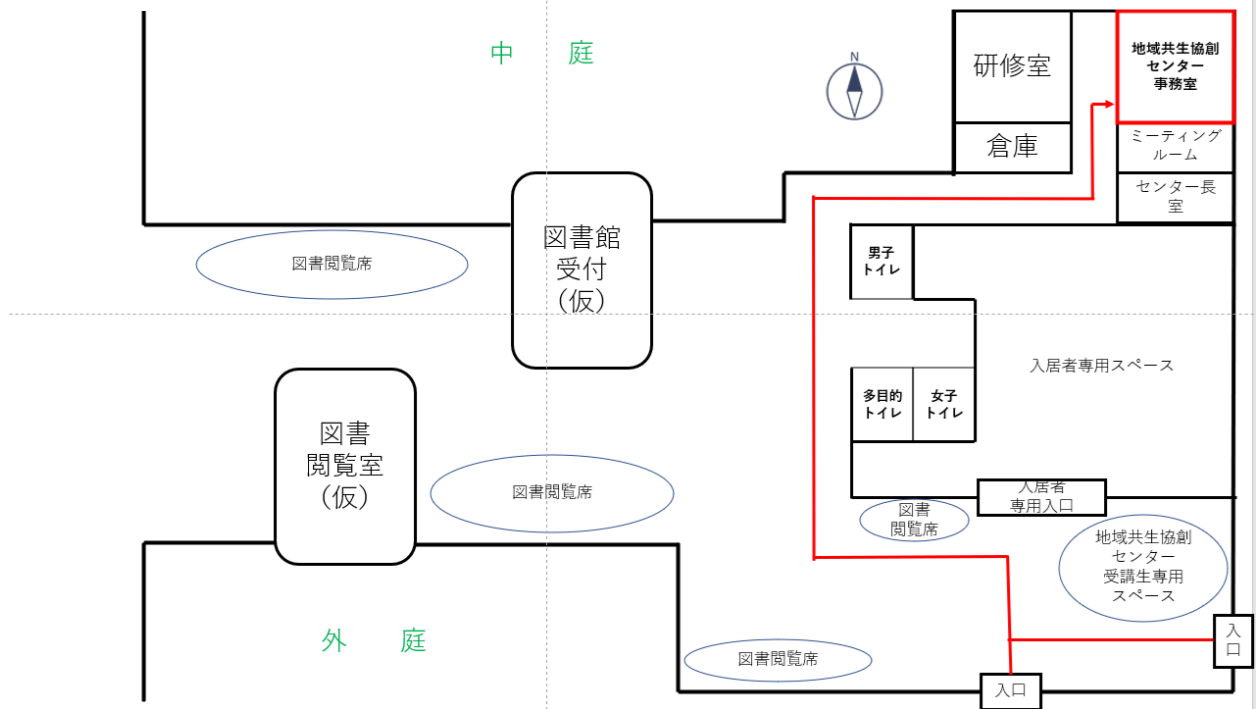 中 庭
N
研修室
倉庫
地域共生協創
センター
事務室
ミーティング
ルーム
センター長
室
図書館
受付
（仮）
図書閲覧席
男子
トイレ
入居者専用スペース
多目的
トイレ
女子
トイレ
図書
閲覧室
（仮）
図書閲覧席
入居者
専用入口
図書
閲覧席
地域共生協創
センター
受講生専用
スペース
外 庭
図書閲覧席
入口
入
口